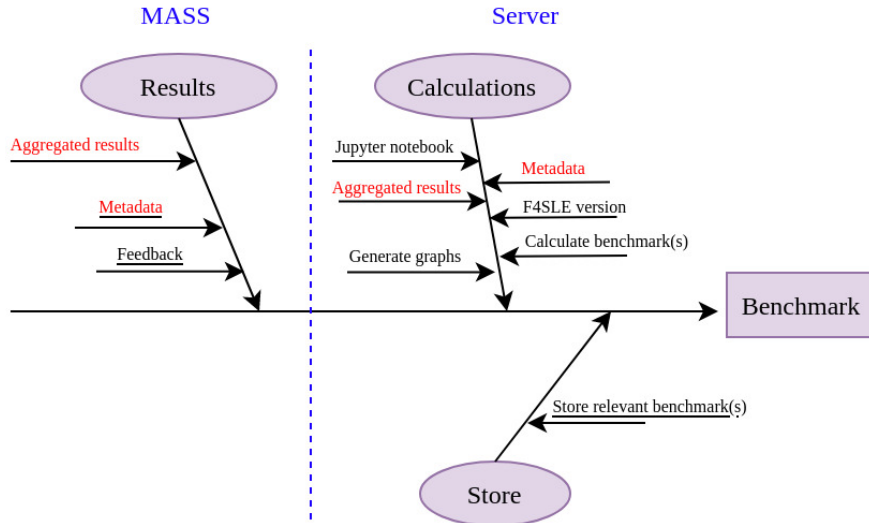 MASS
Server
Results
Calculations
Aggregated results
Metadata
Feedback
Jupyter notebook
Metadata
Aggregated results
F4SLE version
Calculate benchmark(s)
Generate graphs
Benchmark
Store relevant benchmark(s)
Store